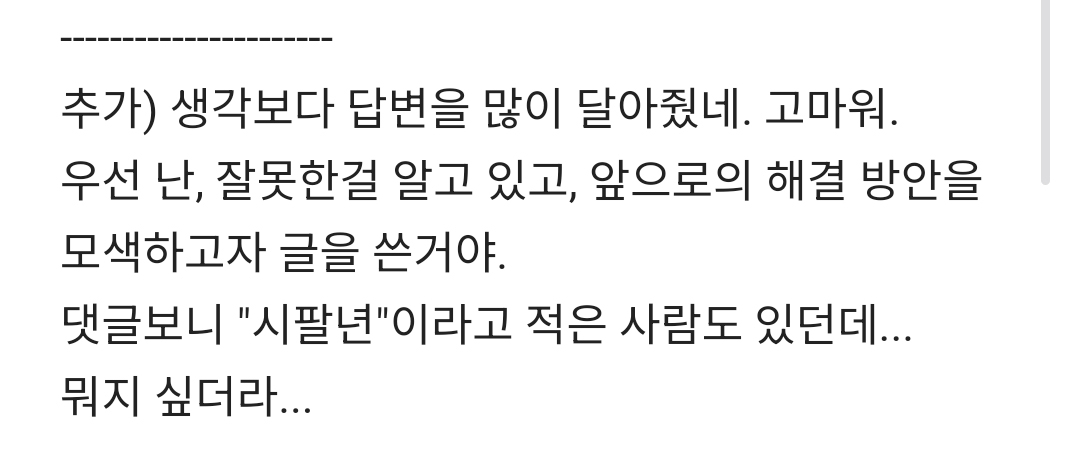 ----------------------
추가) 생각보다 답변을 많이 달아줬네. 고마워.
우선 난, 잘못한걸 알고 있고, 앞으로의 해결 방안을
모색하고자 글을 쓴거야.
댓글보니 "시팔년"이라고 적은 사람도 있던데...
뭐지 싶더라...